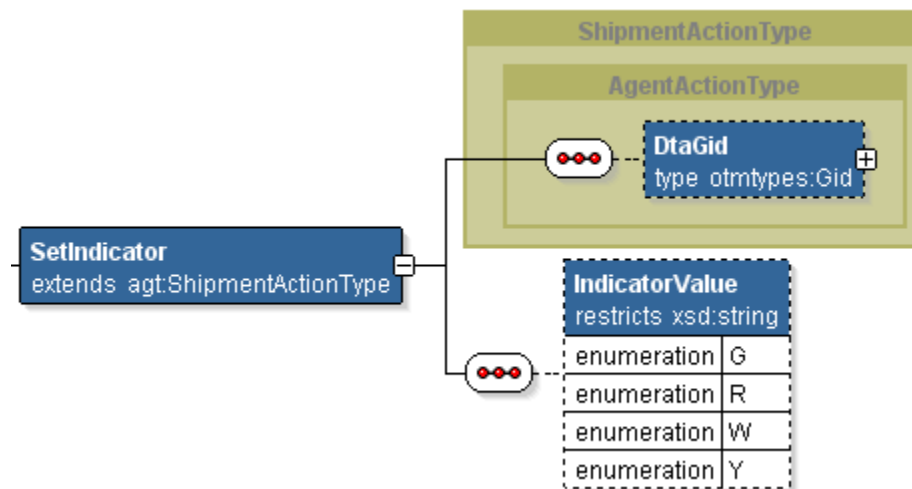 ShipmentActionType
AgentActionType
DtaGid
type otmtypes:Gid
SetIndicator
extends agt:ShipmentActionType
IndicatorValue
restricts xsd:string
enumeration G
enumeration R
enumeration W
enumeration Y